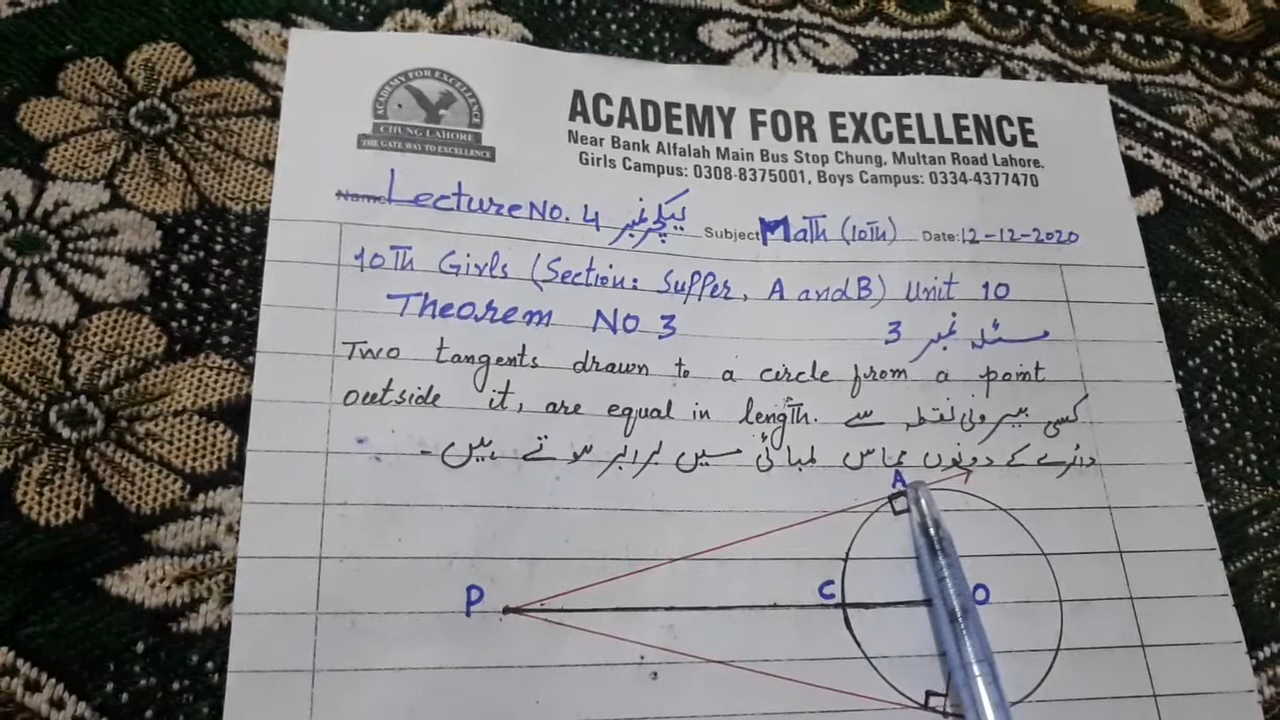 ACADEMY FOR EXCELLENCE
CHUNG LAHORE
THE GATE WAY TO EXCELLENCE
ACADEMY FOR EXCELLENCE
Near Bank Alfalah Main Bus Stop Chung, Multan Road Lahore.
Girls Campus: 0308-8375001, Boys Campus: 0334-4377470
Name Lecture No. 4 لیکچر نمبر Subject Math (10Th) Date: 12-12-2020
10Th Girls (Section: Supper, A and B) Unit 10
Theorem No 3 مسئلہ نمبر 3
Two tangents drawn to a circle from a point
outside it, are equal in length. کسی بیرونی نقطہ سے
دائرے کے دونوں مماس لمبائی میں برابر ہوتے ہیں۔
A
P C O